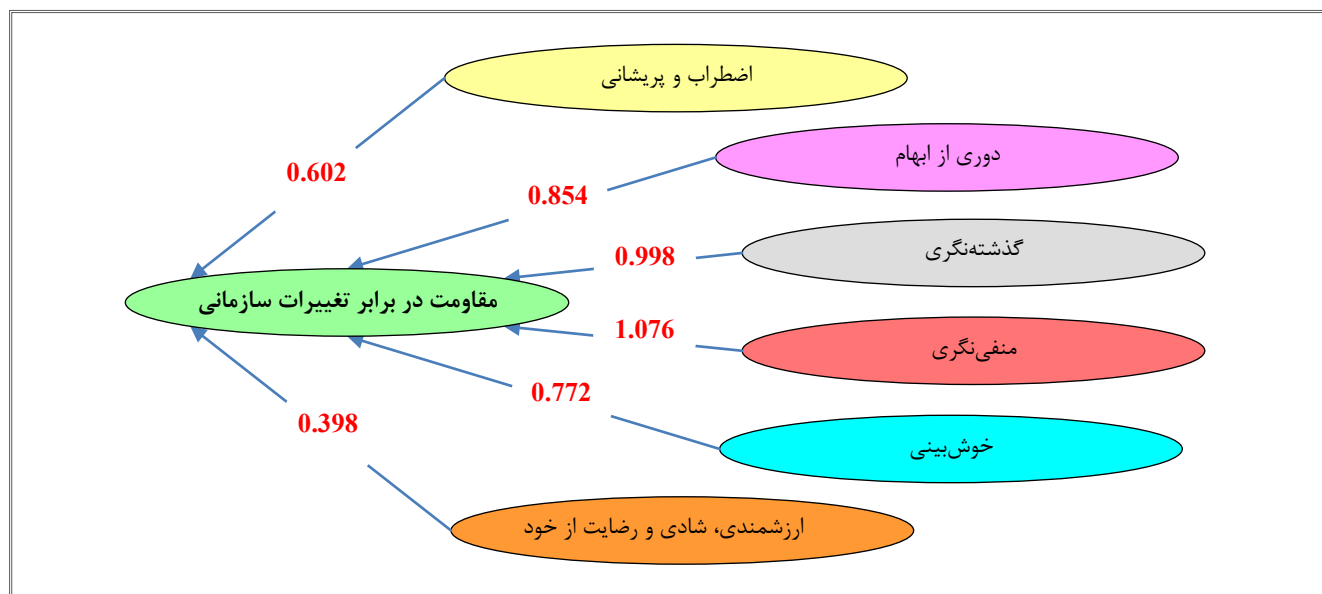 اضطراب و پریشانی
0.602
دوری از ابهام
0.854
گذشته‌نگری
0.998
مقاومت در برابر تغییرات سازمانی
منفی‌نگری
1.076
خوش‌بینی
0.772
0.398
ارزشمندی، شادی و رضایت از خود